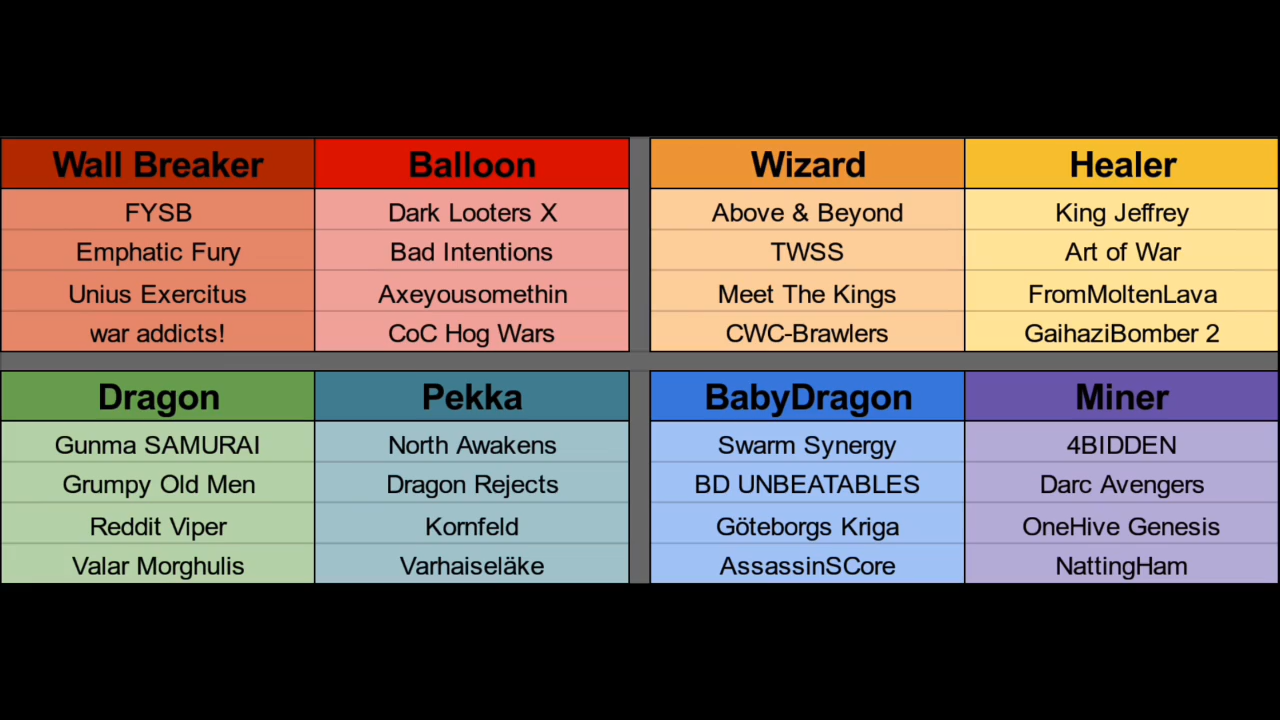 Wall Breaker Balloon Wizard Healer
FYSB Dark Looters X Above & Beyond King Jeffrey
Emphatic Fury Bad Intentions TWSS Art of War
Unius Exercitus Axeyousomethin Meet The Kings FromMoltenLava
war addicts! CoC Hog Wars CWC-Brawlers GaihaziBomber 2
Dragon Pekka BabyDragon Miner
Gunma SAMURAI North Awakens Swarm Synergy 4BIDDEN
Grumpy Old Men Dragon Rejects BD UNBEATABLES Darc Avengers
Reddit Viper Kornfeld Göteborgs Kriga OneHive Genesis
Valar Morghulis Varhaiseläke AssassinSCore NattingHam